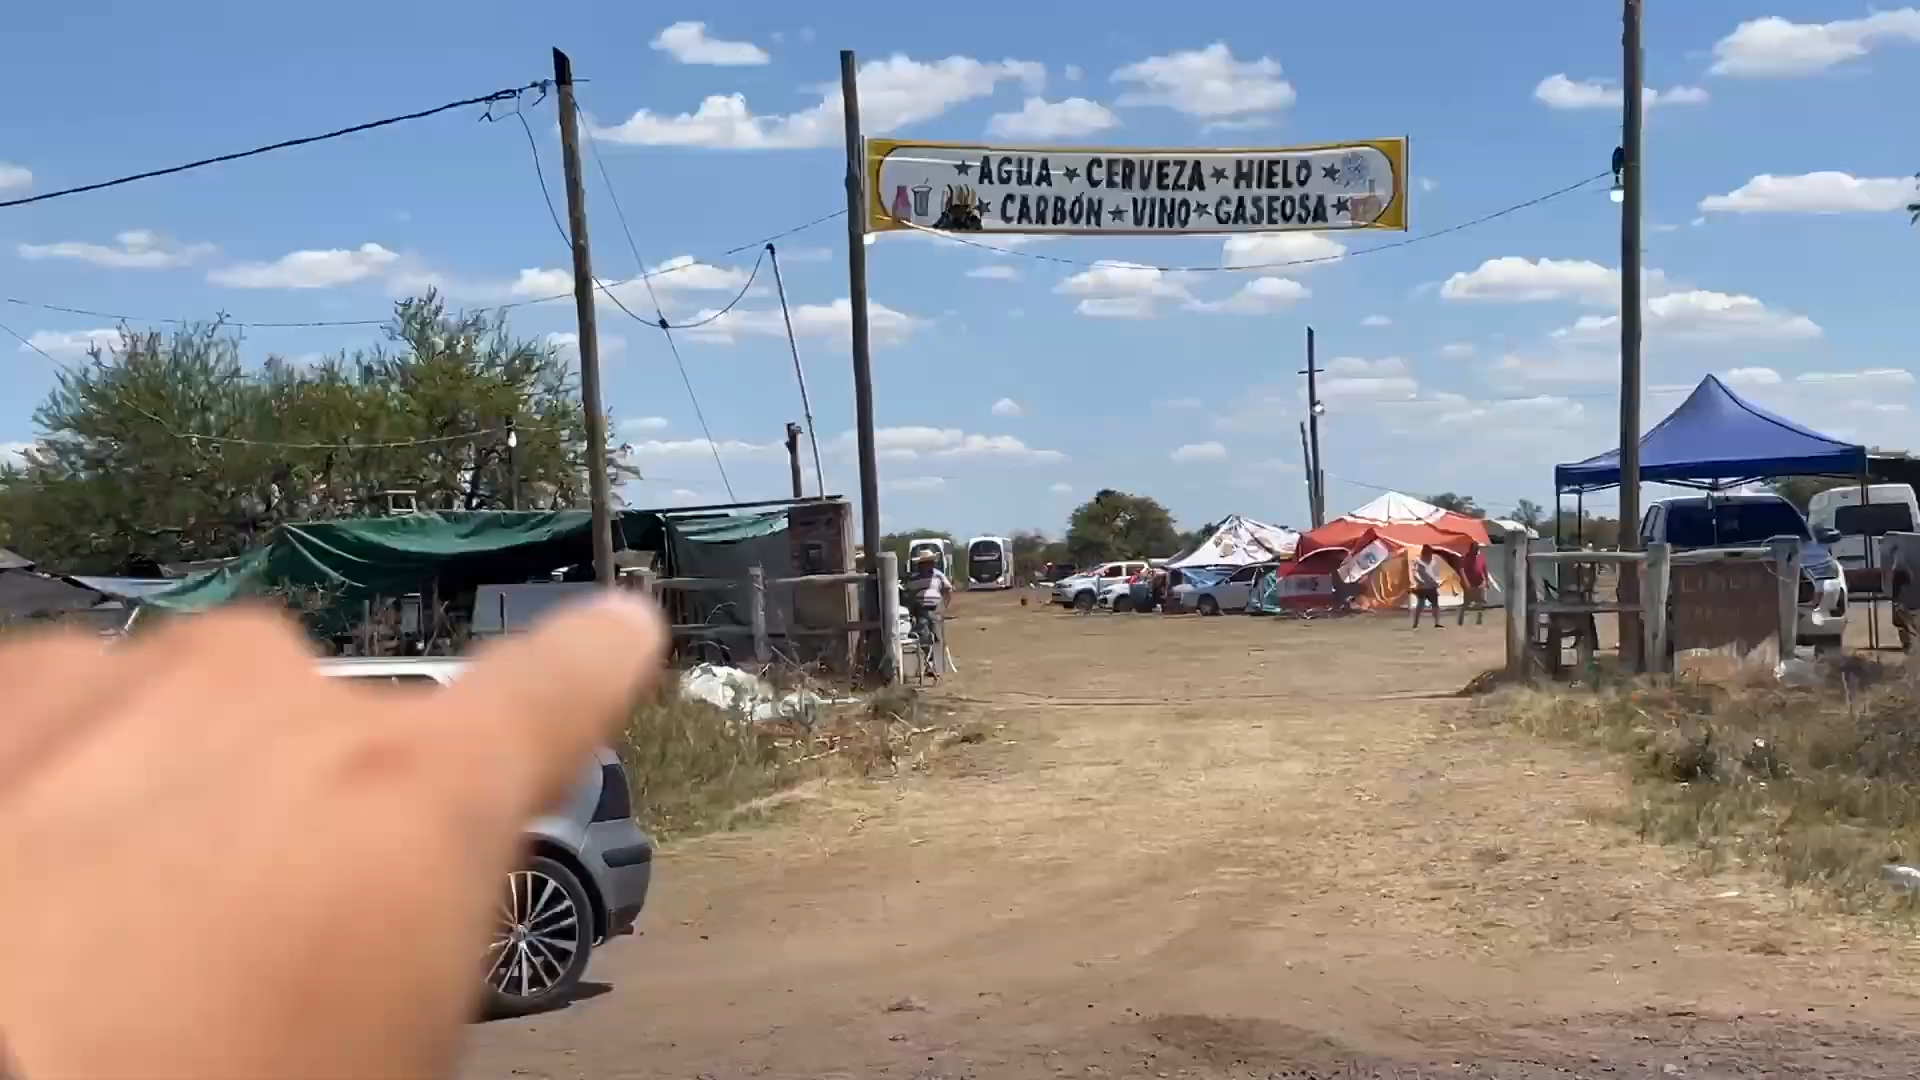 ★ AGUA ★ CERVEZA ★ HIELO ★
★ CARBÓN ★ VINO ★ GASEOSA ★